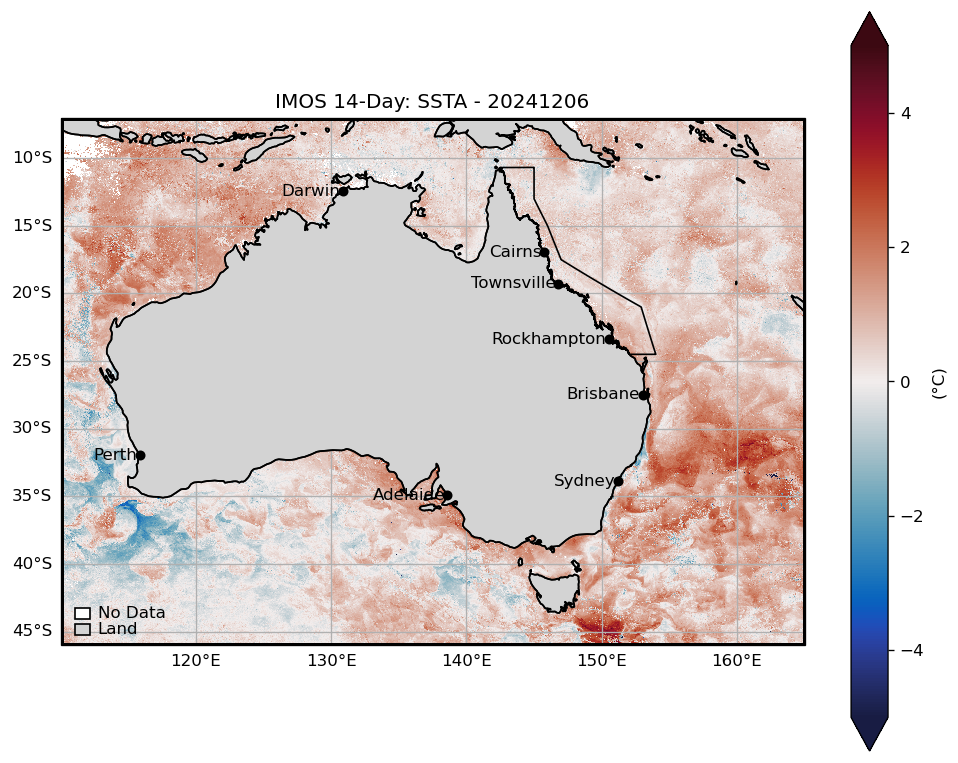 IMOS 14-Day: SSTA - 20241206
10°S
15°S
20°S
25°S
30°S
35°S
40°S
45°S
Darwin
Cairns
Townsville
Rockhampton
Brisbane
Perth
Sydney
Adelaide
No Data
Land
120°E
130°E
140°E
150°E
160°E
4
2
0
−2
−4
(°C)